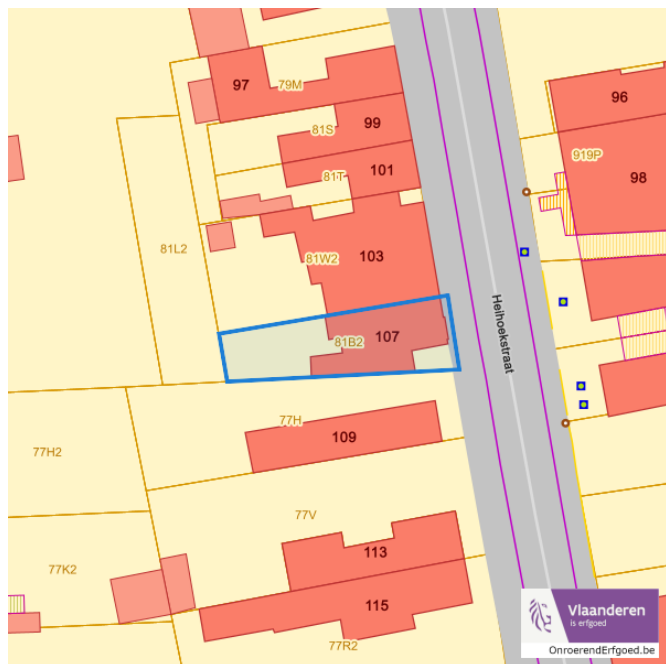 97
79M
96
99
81S
919P
98
101
81T
81L2
103
81W2
Heihoekstraat
107
81B2
77H
109
77H2
77V
113
77K2
115
77R2
Vlaanderen
is erfgoed
OnroerendErfgoed.be